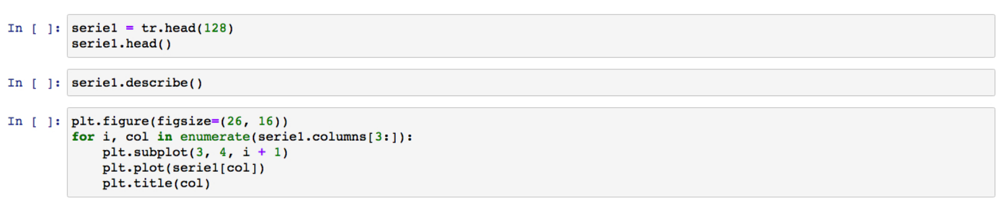 In [ ]: serie1 = tr.head(128)
serie1.head()
In [ ]: serie1.describe()
In [ ]: plt.figure(figsize=(26, 16))
for i, col in enumerate(serie1.columns[3:]):
    plt.subplot(3, 4, i + 1)
    plt.plot(serie1[col])
    plt.title(col)